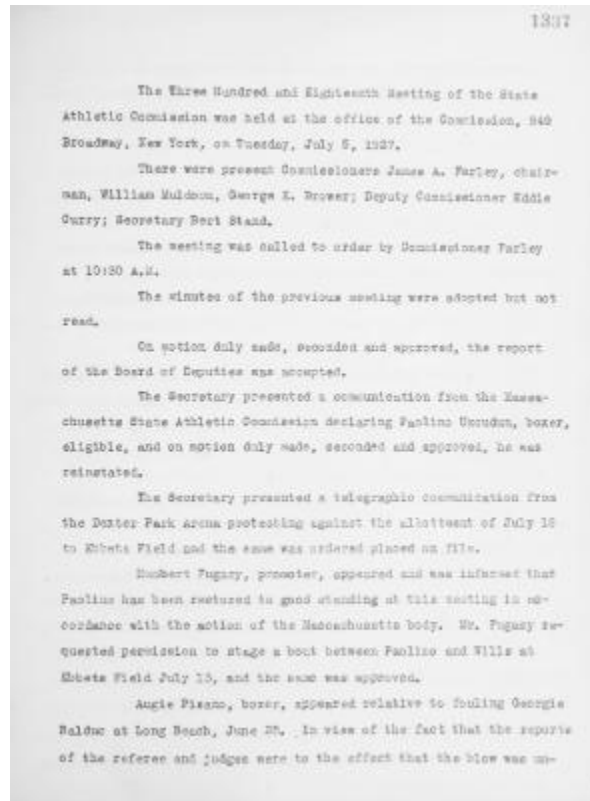 1337
The Three Hundred and Eighteenth Meeting of the State
Athletic Commission was held at the office of the Commission, 949
Broadway, New York, on Tuesday, July 5, 1927.
There were present Commissioners James A. Farley, chair-
man, William Muldoon, George E. Brower; Deputy Commissioner Eddie
Curry; Secretary Bert Stand.
The meeting was called to order by Commissioner Farley
at 10:30 A.M.
The minutes of the previous meeting were adopted but not
read.
On motion duly made, seconded and approved, the report
of the Board of Deputies was accepted.
The Secretary presented a communication from the Massa-
chusetts State Athletic Commission declaring Paolino Uzcudun, boxer,
eligible, and on motion duly made, seconded and approved, he was
reinstated.
The Secretary presented a telegraphic communication from
the Dexter Park Arena protesting against the allotment of July
to Ebbets Field and the same was ordered placed on file.
Humbert Fugazy, promoter, appeared and was informed that
Paolino has been restored to good standing at this meeting in ac-
cordance with the action of the Massachusetts body. Mr. Fugazy re-
quested permission to stage a bout between Paolino and Wills at
Ebbets Field July 13, and the same was approved.
Augie Pisano, boxer, appeared relative to fouling Georgie
Balduc at Long Beach, June In view of the fact that the reports
of the referee and judges were to the effect that the blow was un-